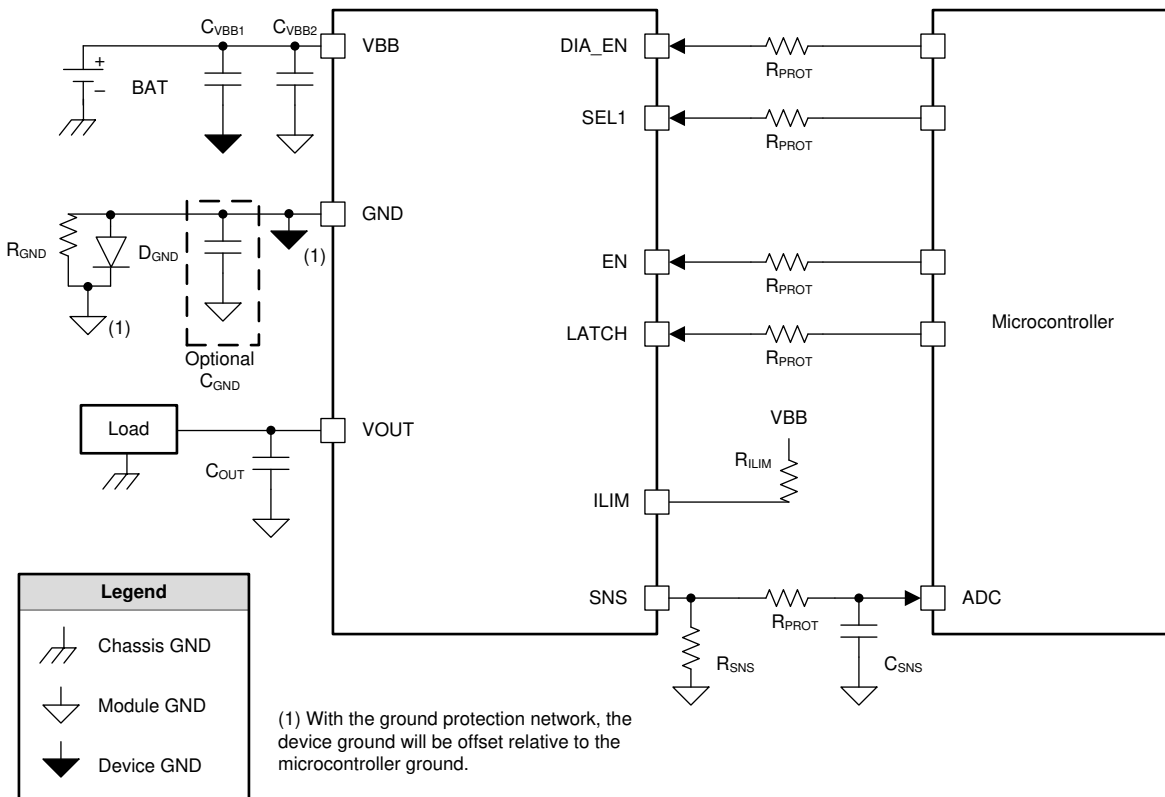 CVBB1 CVBB2
VBB
+
BAT
–
DIA_EN
RPROT
SEL1
RPROT
GND
RGND
DGND
(1)
(1)
Optional
CGND
EN
RPROT
LATCH
RPROT
Microcontroller
Load
VOUT
COUT
VBB
RILIM
ILIM
SNS
RPROT
ADC
RSNS
CSNS
Legend
Chassis GND
Module GND
Device GND
(1) With the ground protection network, the
device ground will be offset relative to the
microcontroller ground.